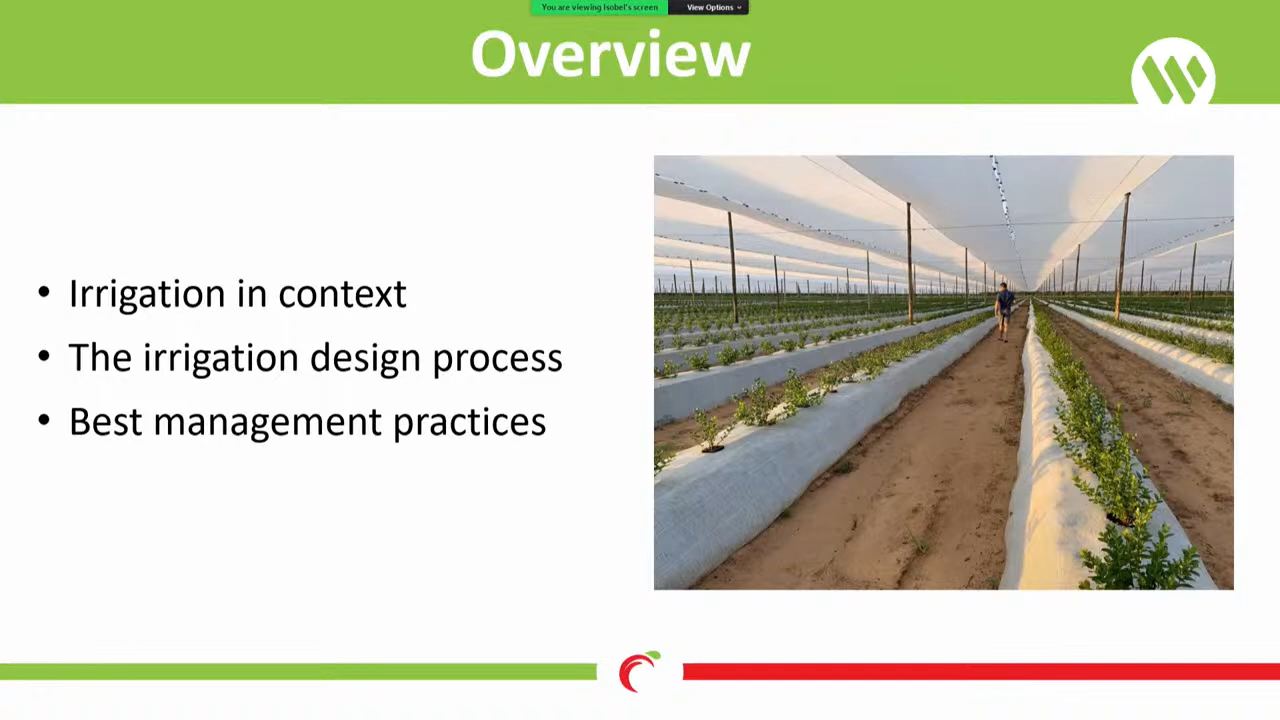 You are viewing Isobel's screen
View Options
Overview
• Irrigation in context
• The irrigation design process
• Best management practices